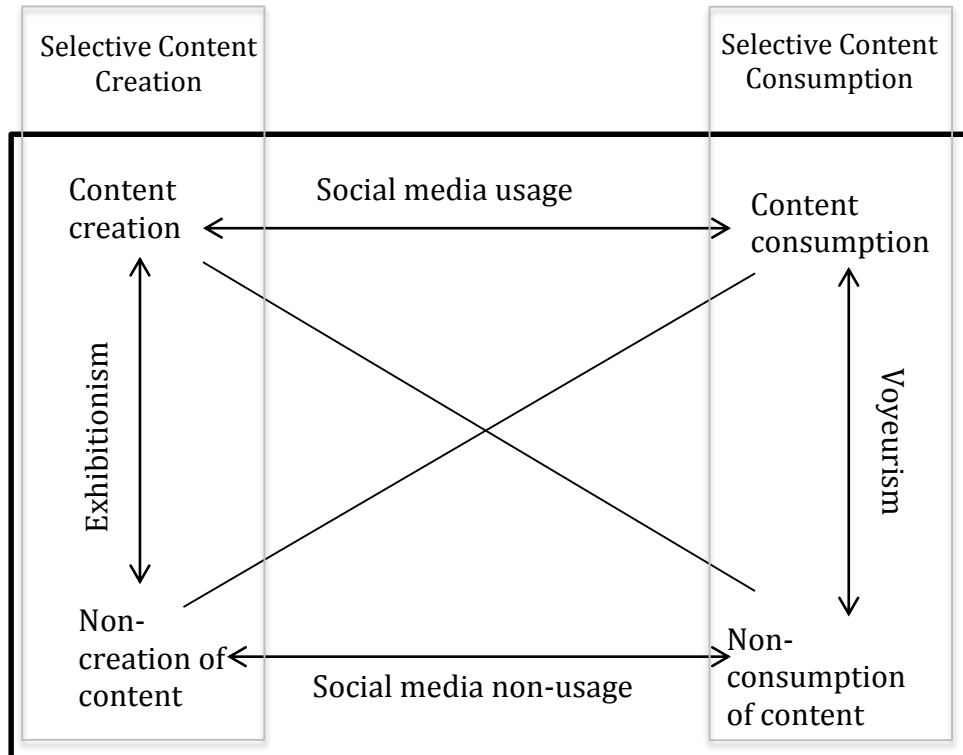 Selective Content
Creation
Selective Content
Consumption
Content
creation
Social media usage
Content
consumption
Exhibitionism
Voyeurism
Non-
creation of
content
Social media non-usage
Non-
consumption
of content